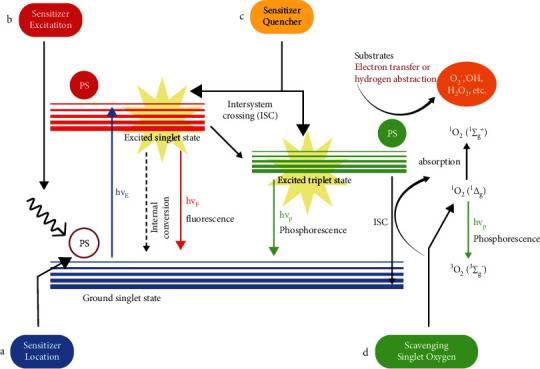 b
Sensitizer
Excitatiton
c
Sensitizer
Quencher
Substrates
Electron transfer or
hydrogen abstraction
O₂⁻,OH,
H₂O₂, etc.
PS
Excited singlet state
Intersystem
crossing (ISC)
PS
Excited triplet state
¹O₂ (¹Σg⁺)
absorption
¹O₂ (¹Δg)
hνE
Internal
conversion
hνF
fluorescence
hνp
Phosphorescence
ISC
hνp
Phosphorescence
³O₂ (³Σg⁻)
PS
Ground singlet state
a
Sensitizer
Location
d
Scavenging
Singlet Oxygen